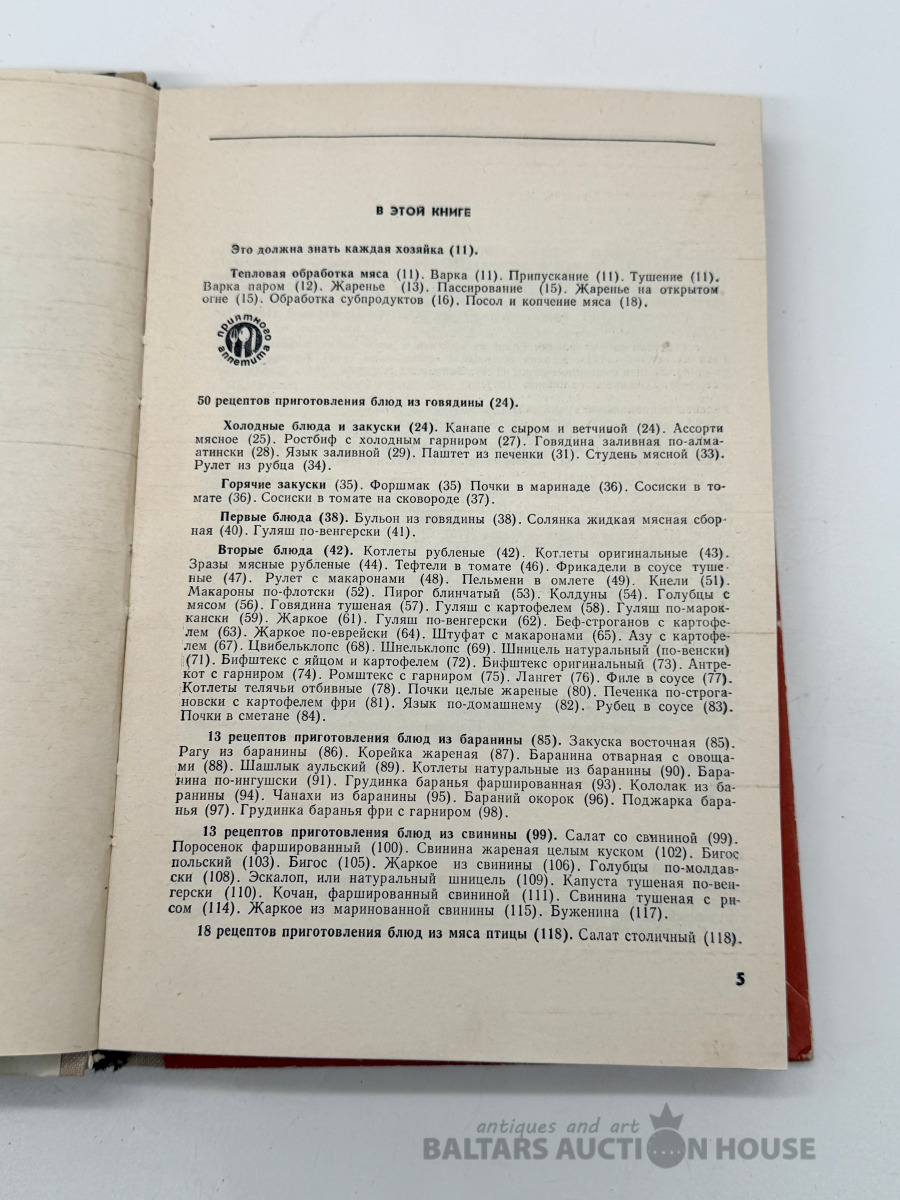 В ЭТОЙ КНИГЕ
Это должна знать каждая хозяйка (11).
Тепловая обработка мяса (11). Варка (11). Припускание (11). Тушение (11).
Варка паром (12). Жаренье (13). Пассирование (15). Жаренье на открытом
огне (15). Обработка субпродуктов (16). Посол и копчение мяса (18).
приятного
аппетита
50 рецептов приготовления блюд из говядины (24).
Холодные блюда и закуски (24). Канапе с сыром и ветчиной (24). Ассорти
мясное (25). Ростбиф с холодным гарниром (27). Говядина заливная по-алма-
атински (28). Язык заливной (29). Паштет из печенки (31). Студень мясной (33).
Рулет из рубца (34).
Горячие закуски (35). Форшмак (35) Почки в маринаде (36). Сосиски в то-
мате (36). Сосиски в томате на сковороде (37).
Первые блюда (38). Бульон из говядины (38). Солянка жидкая мясная сбор-
ная (40). Гуляш по-венгерски (41).
Вторые блюда (42). Котлеты рубленые (42). Котлеты оригинальные (43).
Зразы мясные рубленые (44). Тефтели в томате (46). Фрикадели в соусе туше-
ные (47). Рулет с макаронами (48). Пельмени в омлете (49). Кнели (51).
Макароны по-флотски (52). Пирог блинчатый (53). Колдуны (54). Голубцы с
мясом (56). Говядина тушеная (57). Гуляш с картофелем (58). Гуляш по-марок-
кански (59). Жаркое (61). Гуляш по-венгерски (62). Беф-строганов с картофе-
лем (63). Жаркое по-еврейски (64). Штуфат с макаронами (65). Азу с картофе-
лем (67). Цвибельклопс (68). Шнельклопс (69). Шницель натуральный (по-венски)
(71). Бифштекс с яйцом и картофелем (72). Бифштекс оригинальный (73). Антре-
кот с гарниром (74). Ромштекс с гарниром (75). Лангет (76). Филе в соусе (77).
Котлеты телячьи отбивные (78). Почки целые жареные (80). Печенка по-строга-
новски с картофелем фри (81). Язык по-домашнему (82). Рубец в соусе (83).
Почки в сметане (84).
13 рецептов приготовления блюд из баранины (85). Закуска восточная (85).
Рагу из баранины (86). Корейка жареная (87). Баранина отварная с овоща-
ми (88). Шашлык аульский (89). Котлеты натуральные из баранины (90). Бара-
нина по-ингушски (91). Грудинка баранья фаршированная (93). Кололак из ба-
ранины (94). Чанахи из баранины (95). Бараний окорок (96). Поджарка бара-
нья (97). Грудинка баранья фри с гарниром (98).
13 рецептов приготовления блюд из свинины (99). Салат со свининой (99).
Поросенок фаршированный (100). Свинина жареная целым куском (102). Бигос
польский (103). Бигос (105). Жаркое из свинины (106). Голубцы по-молдав-
ски (108). Эскалоп, или натуральный шницель (109). Капуста тушеная по-вен-
герски (110). Кочан, фаршированный свининой (111). Свинина тушеная с ри-
сом (114). Жаркое из маринованной свинины (115). Буженина (117).
18 рецептов приготовления блюд из мяса птицы (118). Салат столичный (118).
5
antiques and art
BALTARS AUCTION HOUSE